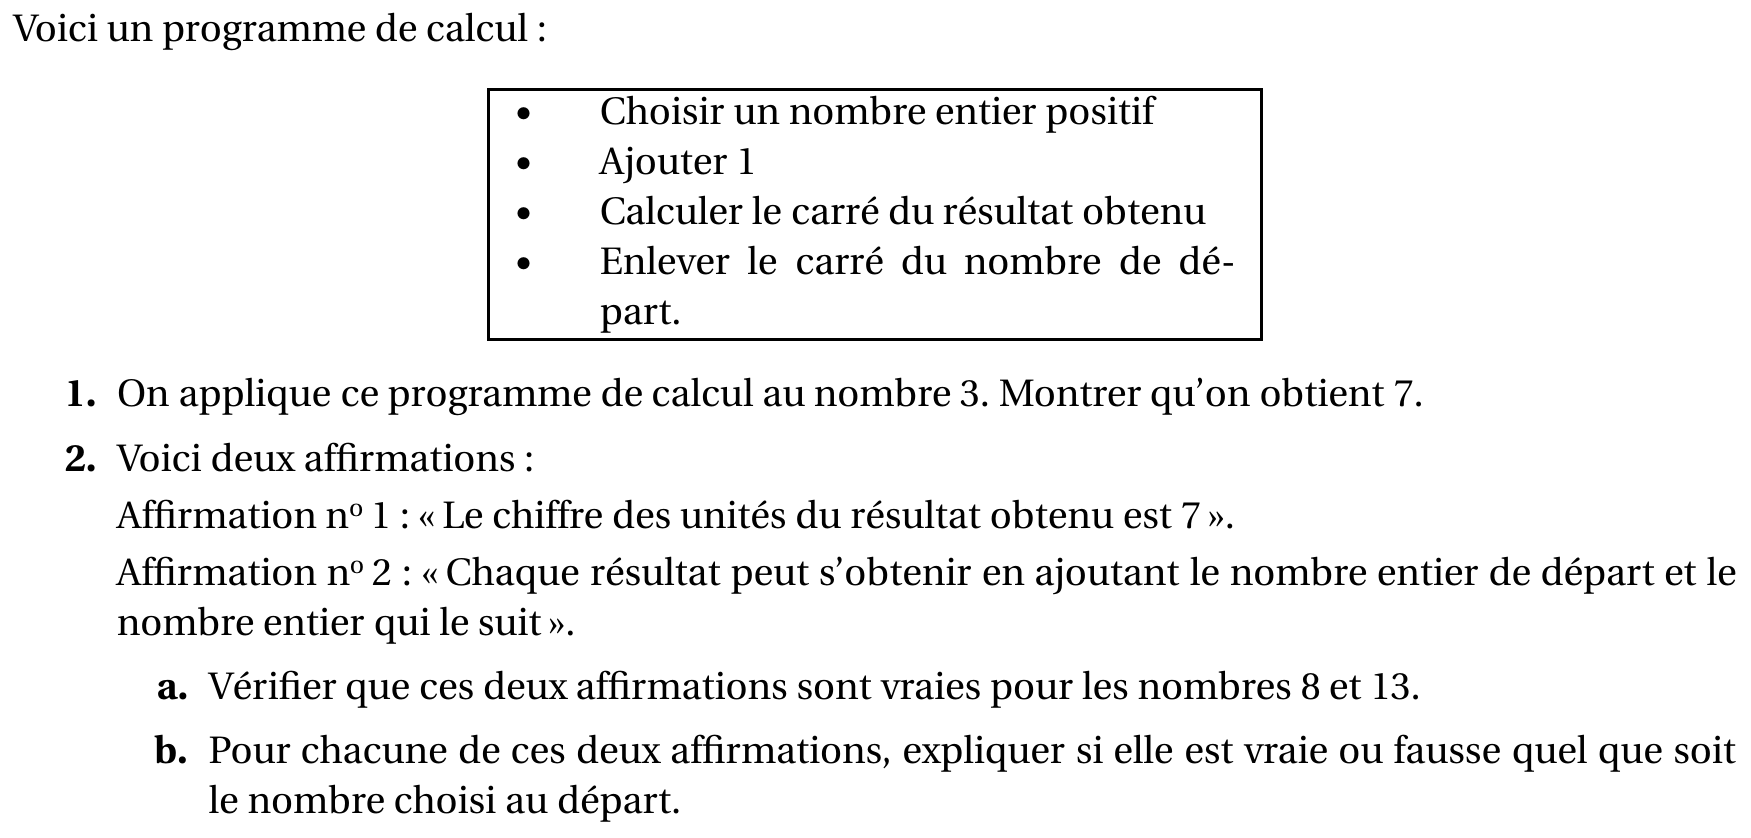 Voici un programme de calcul :
• Choisir un nombre entier positif
• Ajouter 1
• Calculer le carré du résultat obtenu
• Enlever le carré du nombre de dé-
part.
1. On applique ce programme de calcul au nombre 3. Montrer qu’on obtient 7.
2. Voici deux affirmations :
Affirmation nº 1 : « Le chiffre des unités du résultat obtenu est 7 ».
Affirmation nº 2 : « Chaque résultat peut s’obtenir en ajoutant le nombre entier de départ et le
nombre entier qui le suit ».
a. Vérifier que ces deux affirmations sont vraies pour les nombres 8 et 13.
b. Pour chacune de ces deux affirmations, expliquer si elle est vraie ou fausse quel que soit
le nombre choisi au départ.